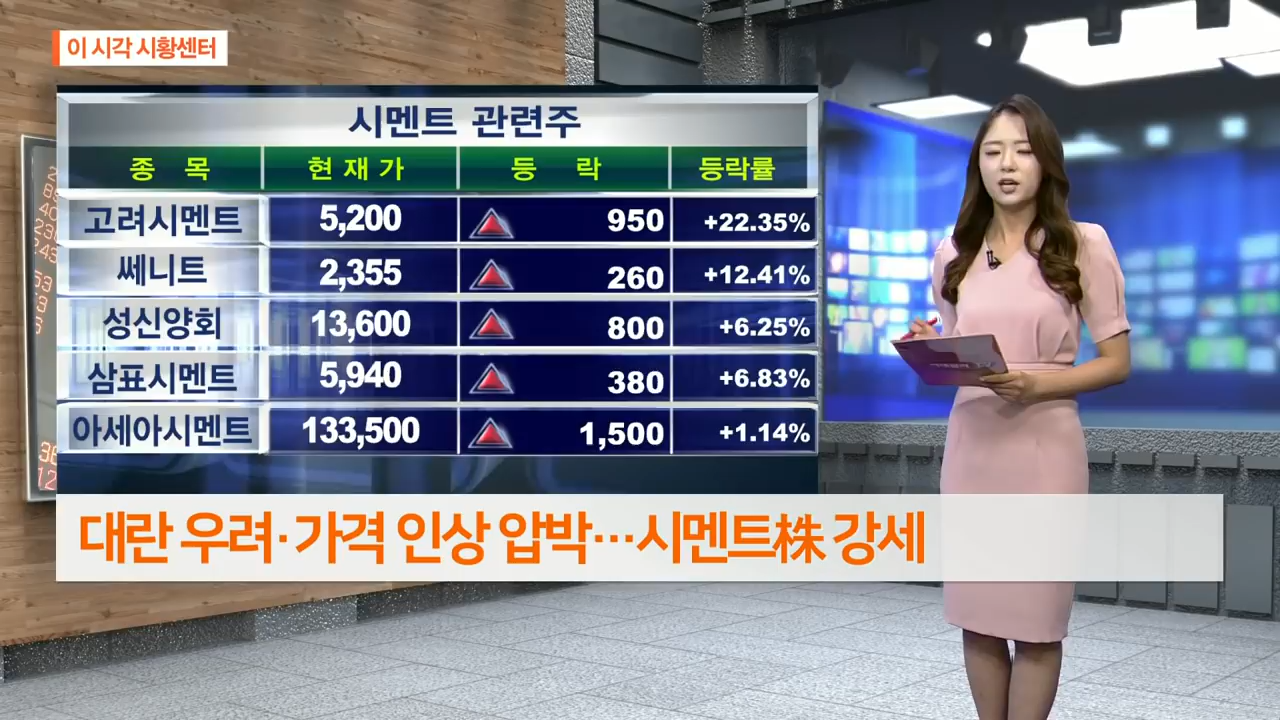 이 시각 시황센터
시멘트 관련주
종 목 현 재 가 등 락 등락률
고려시멘트 5,200 ▲ 950 +22.35%
쎄니트 2,355 ▲ 260 +12.41%
성신양회 13,600 ▲ 800 +6.25%
삼표시멘트 5,940 ▲ 380 +6.83%
아세아시멘트 133,500 ▲ 1,500 +1.14%
대란 우려·가격 인상 압박…시멘트株 강세